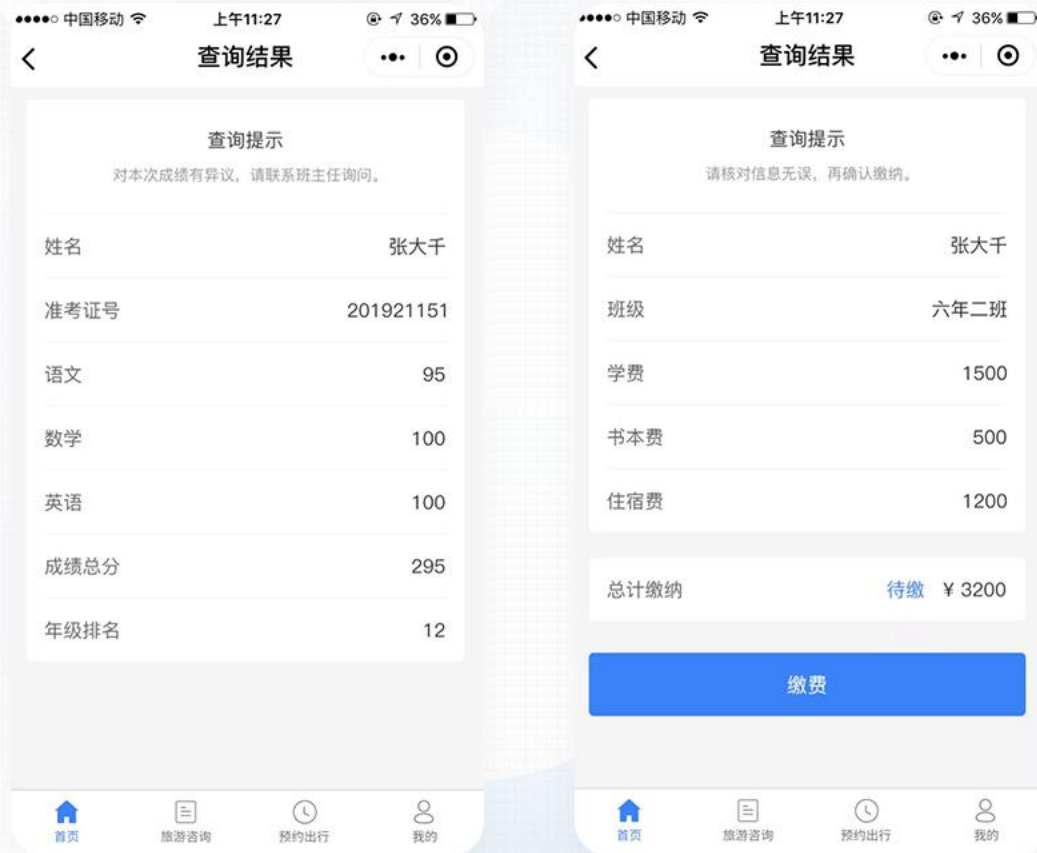 中国移动 上午11:27 36%
查询结果
查询提示
对本次成绩有异议，请联系班主任询问。
姓名 张大千
准考证号 201921151
语文 95
数学 100
英语 100
成绩总分 295
年级排名 12
首页 旅游咨询 预约出行 我的
中国移动 上午11:27 36%
查询结果
查询提示
请核对信息无误，再确认缴纳。
姓名 张大千
班级 六年二班
学费 1500
书本费 500
住宿费 1200
总计缴纳 待缴 ¥ 3200
缴费
首页 旅游咨询 预约出行 我的